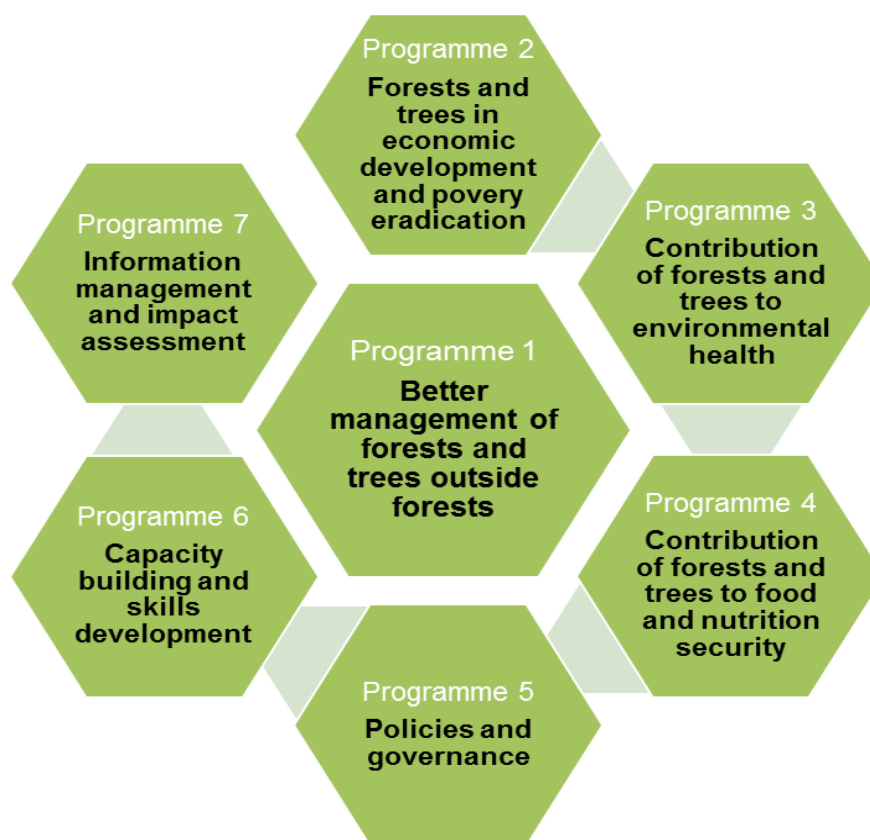 Programme 2
Forests and
trees in
economic
development
and povery
eradication
Programme 3
Contribution
of forests and
trees to
environmental
health
Programme 7
Information
management
and impact
assessment
Programme 1
Better
management of
forests and
trees outside
forests
Programme 4
Contribution
of forests and
trees to food
and nutrition
security
Programme 6
Capacity
building and
skills
development
Programme 5
Policies and
governance